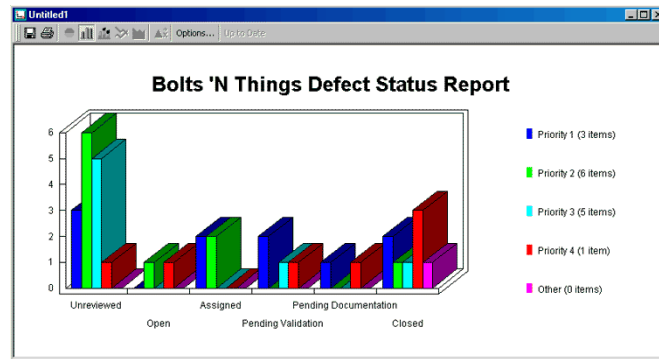 Untitled1
Options... Up to Date
Bolts 'N Things Defect Status Report
6
5
4
3
2
1
0
Unreviewed
Open
Assigned
Pending Validation
Pending Documentation
Closed
Priority 1 (3 items)
Priority 2 (6 items)
Priority 3 (5 items)
Priority 4 (1 item)
Other (0 items)